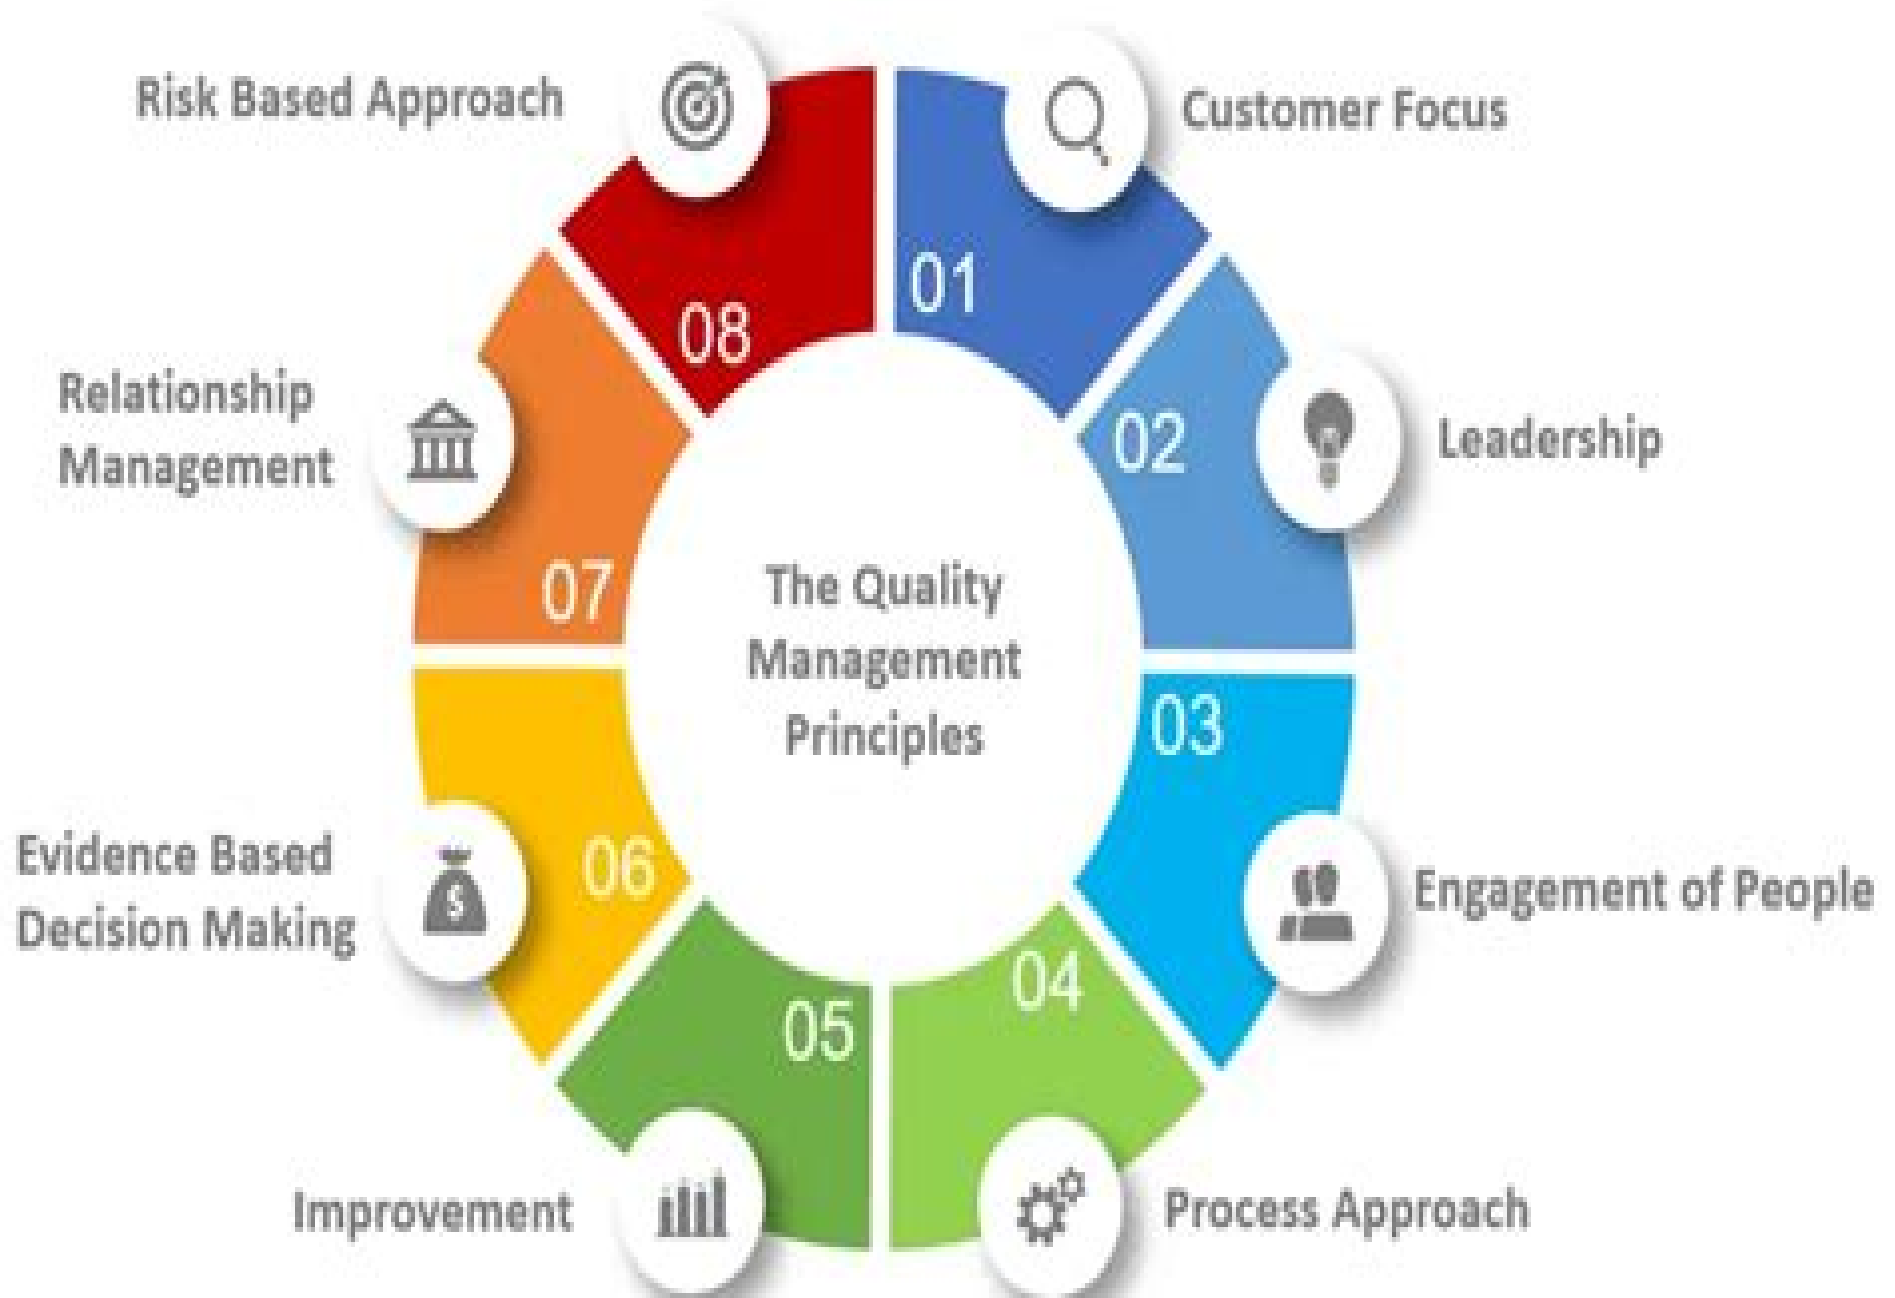 Risk Based Approach
Customer Focus
08
01
Relationship
Management
02
Leadership
07
The Quality
Management
Principles
03
Evidence Based
Decision Making
$
06
Engagement of People
05
04
Improvement
Process Approach